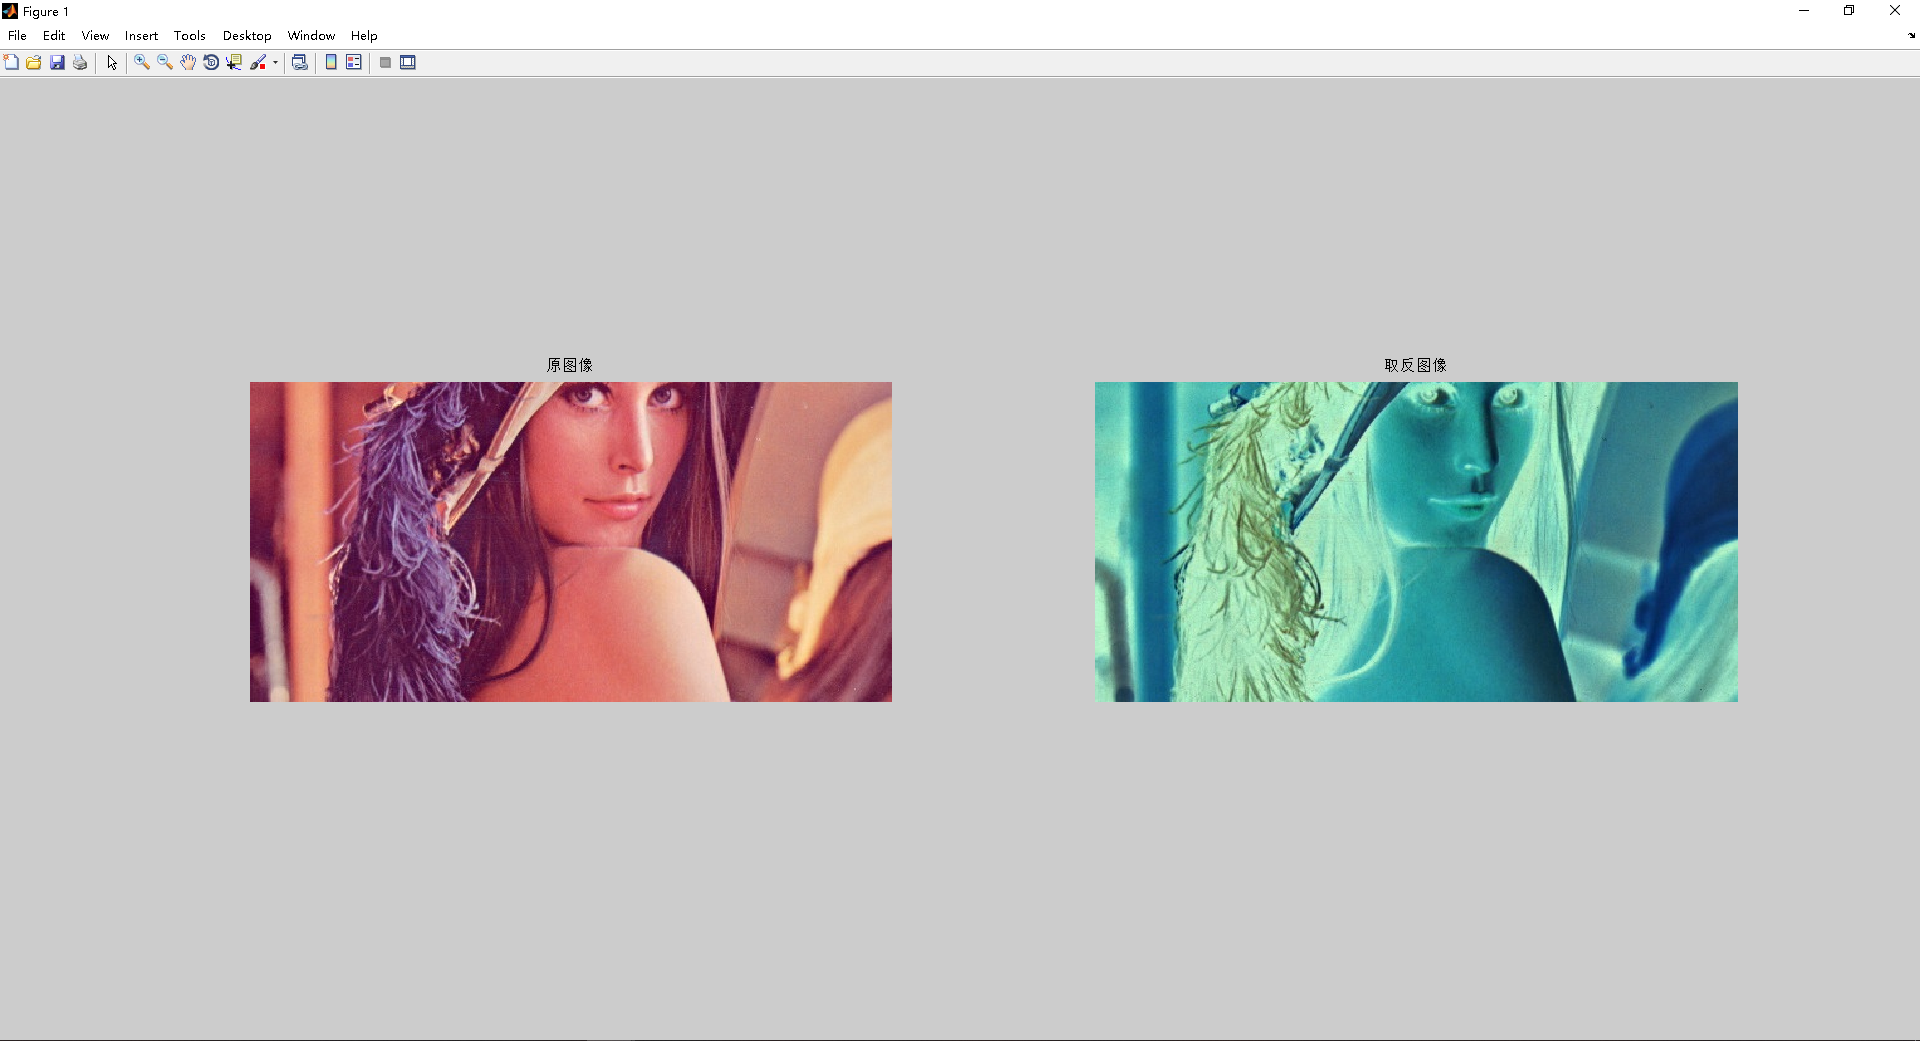 Figure 1
File Edit View Insert Tools Desktop Window Help
原图像
取反图像